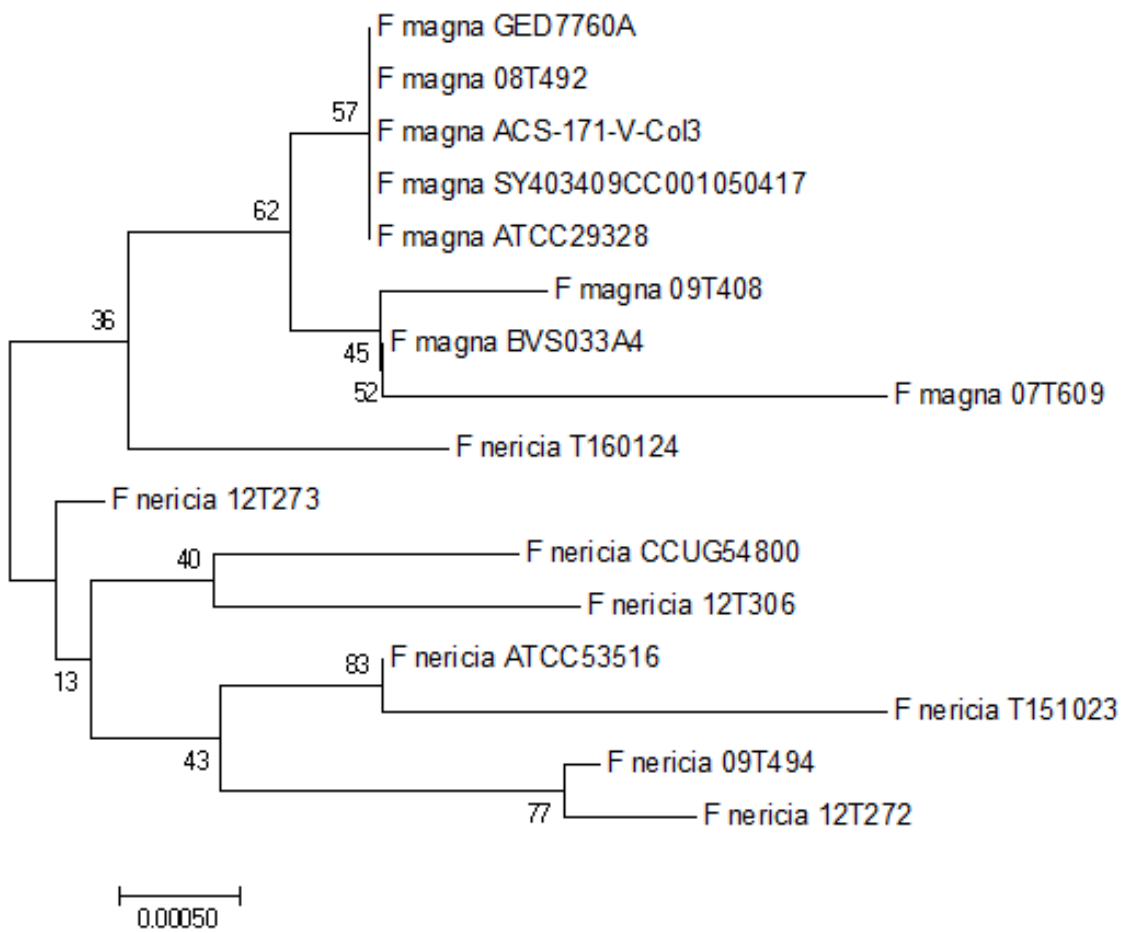 F magna GED7760A
F magna 08T492
57
F magna ACS-171-V-Col3
F magna SY403409CC001050417
62
F magna ATCC29328
F magna 09T408
36
F magna BVS033A4
45
52
F magna 07T609
F nericia T160124
F nericia 12T273
F nericia CCUG54800
40
F nericia 12T306
F nericia ATCC53516
83
13
F nericia T151023
43
F nericia 09T494
77
F nericia 12T272
0.00050